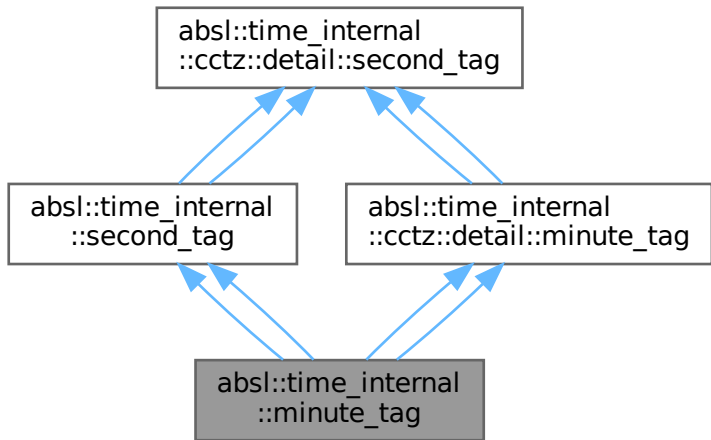 absl::time_internal
::cctz::detail::second_tag
absl::time_internal
::second_tag
absl::time_internal
::cctz::detail::minute_tag
absl::time_internal
::minute_tag